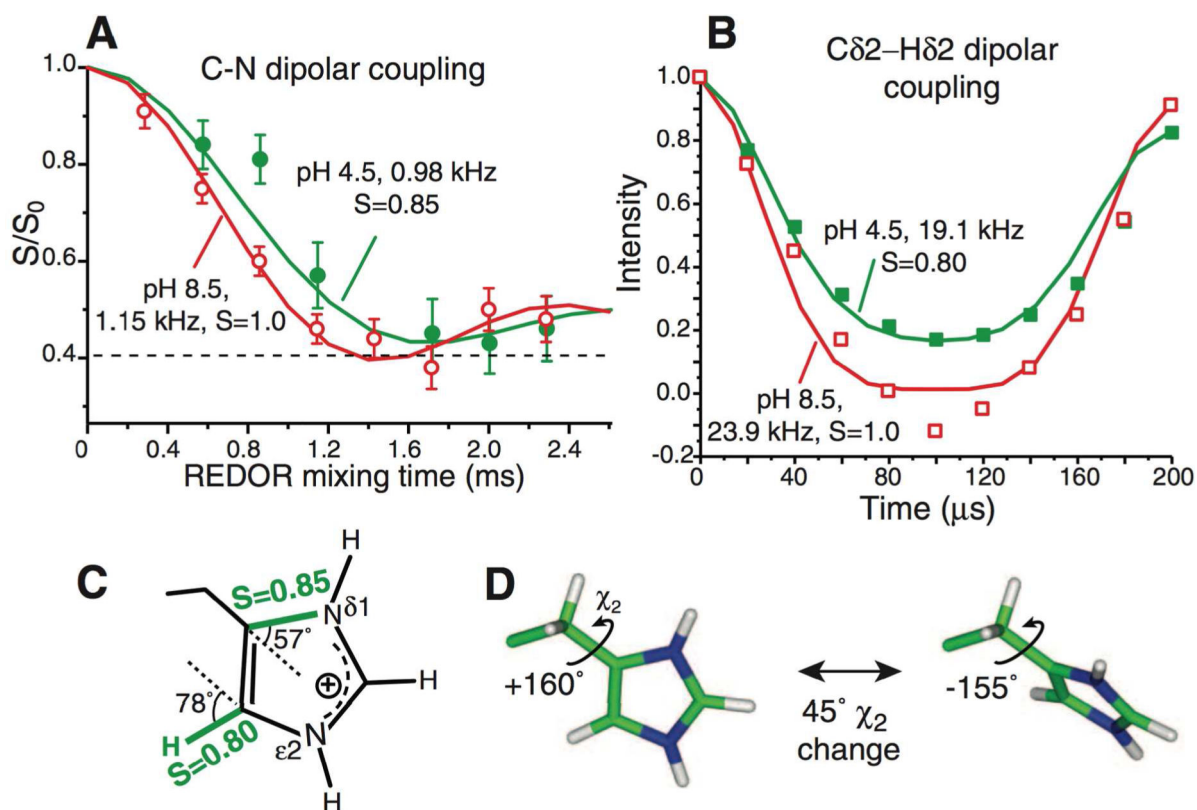 A
C-N dipolar coupling
1.0
0.8
0.6
0.4
S/S₀
pH 4.5, 0.98 kHz
S=0.85
pH 8.5,
1.15 kHz, S=1.0
0 0.4 0.8 1.2 1.6 2.0 2.4
REDOR mixing time (ms)
B
Cδ2–Hδ2 dipolar
coupling
1.0
0.8
0.6
0.4
0.2
0.0
-0.2
Intensity
pH 4.5, 19.1 kHz
S=0.80
pH 8.5,
23.9 kHz, S=1.0
0 40 80 120 160 200
Time (μs)
C
H
S=0.85
N δ1
57°
⊕
H
78°
H
S=0.80
ε2 N
H
D
χ₂
+160°
45° χ₂
change
-155°